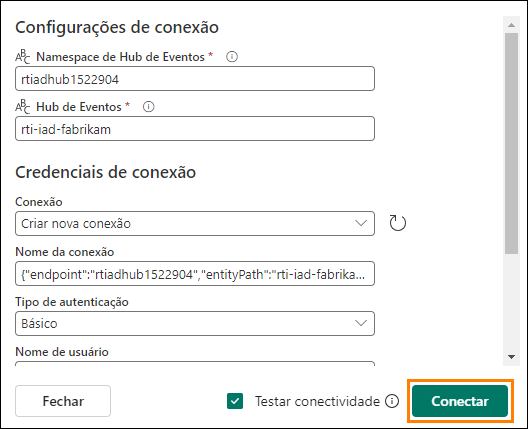 Configurações de conexão
ABC Namespace de Hub de Eventos *
rtiadhub1522904
ABC Hub de Eventos *
rti-iad-fabrikam
Credenciais de conexão
Conexão
Criar nova conexão
Nome da conexão
{"endpoint":"rtiadhub1522904","entityPath":"rti-iad-fabrika...
Tipo de autenticação
Básico
Nome de usuário
Fechar
Testar conectividade
Conectar